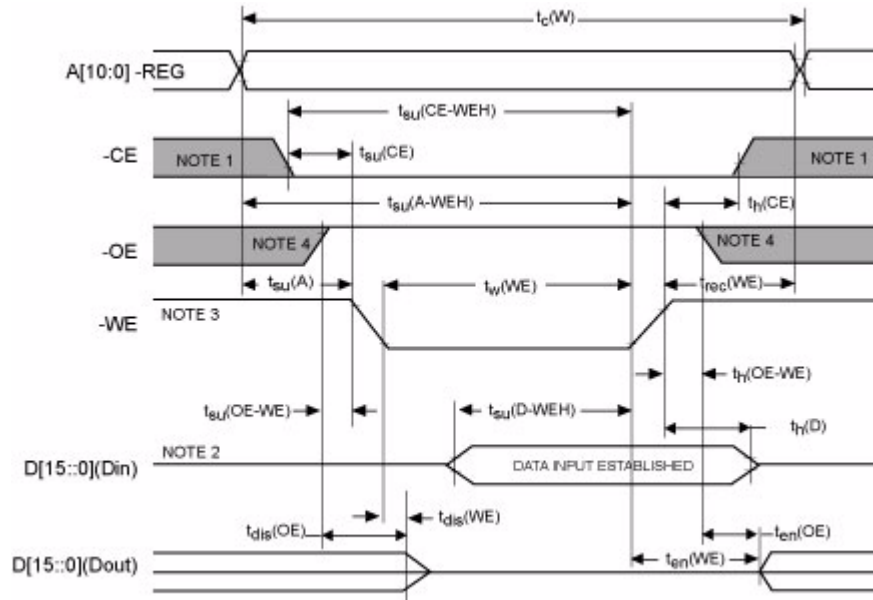 tc(W)
A[10:0] -REG
tsu(CE-WEH)
-CE
NOTE 1
tsu(CE)
NOTE 1
tsu(A-WEH)
th(CE)
-OE
NOTE 4
NOTE 4
tsu(A)
tw(WE)
trec(WE)
-WE
NOTE 3
th(OE-WE)
tsu(OE-WE)
tsu(D-WEH)
th(D)
NOTE 2
D[15::0](Din)
DATA INPUT ESTABLISHED
tdis(OE)
tdis(WE)
ten(OE)
ten(WE)
D[15::0](Dout)